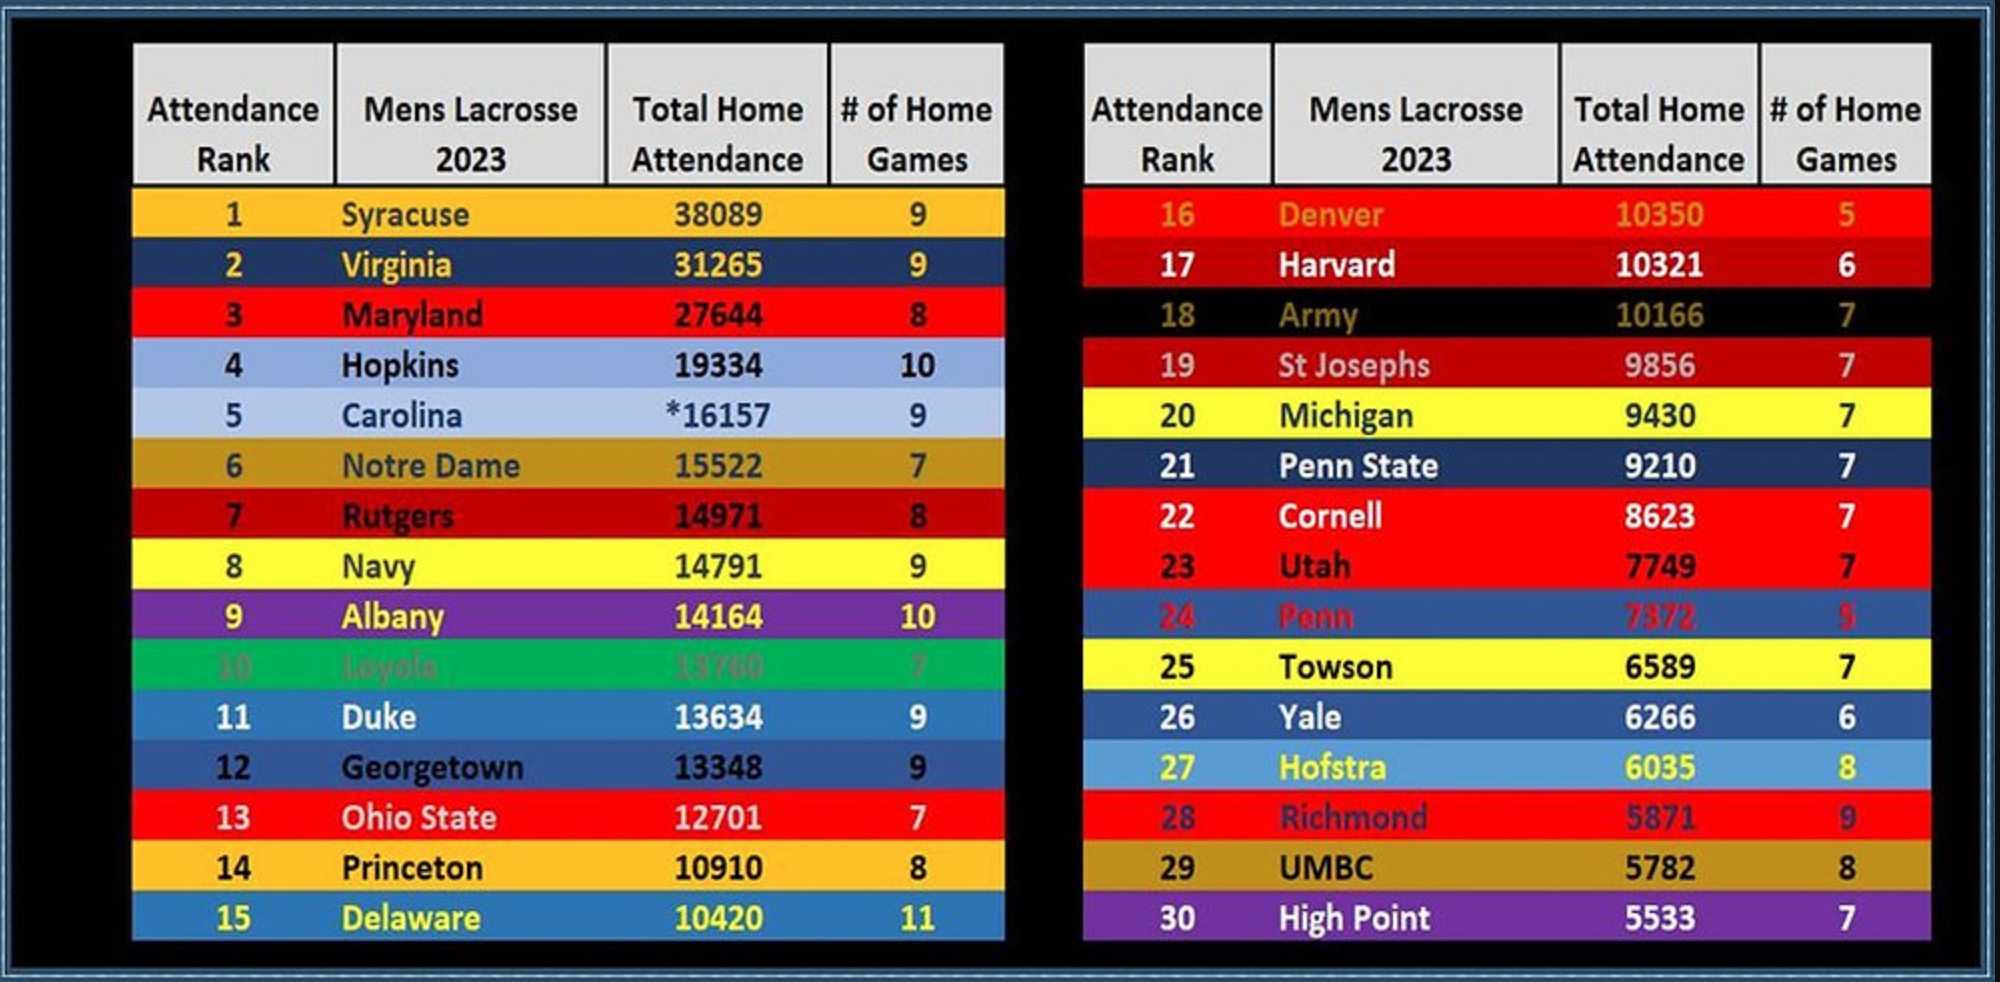 Attendance Rank Mens Lacrosse 2023 Total Home Attendance # of Home Games
1 Syracuse 38089 9
2 Virginia 31265 9
3 Maryland 27644 8
4 Hopkins 19334 10
5 Carolina *16157 9
6 Notre Dame 15522 7
7 Rutgers 14971 8
8 Navy 14791 9
9 Albany 14164 10
10 Loyola 13760 7
11 Duke 13634 9
12 Georgetown 13348 9
13 Ohio State 12701 7
14 Princeton 10910 8
15 Delaware 10420 11
Attendance Rank Mens Lacrosse 2023 Total Home Attendance # of Home Games
16 Denver 10350 5
17 Harvard 10321 6
18 Army 10166 7
19 St Josephs 9856 7
20 Michigan 9430 7
21 Penn State 9210 7
22 Cornell 8623 7
23 Utah 7749 7
24 Penn 7372 5
25 Towson 6589 7
26 Yale 6266 6
27 Hofstra 6035 8
28 Richmond 5871 9
29 UMBC 5782 8
30 High Point 5533 7